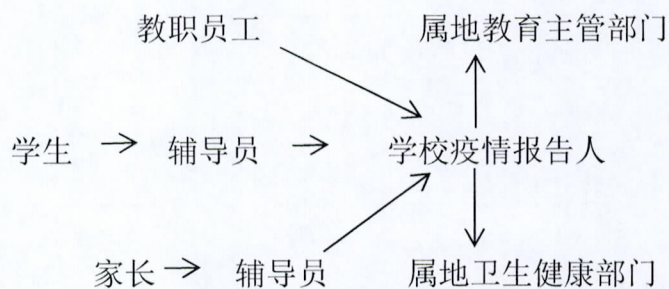 教职员工 属地教育主管部门
学生 → 辅导员 → 学校疫情报告人
家长 → 辅导员 属地卫生健康部门